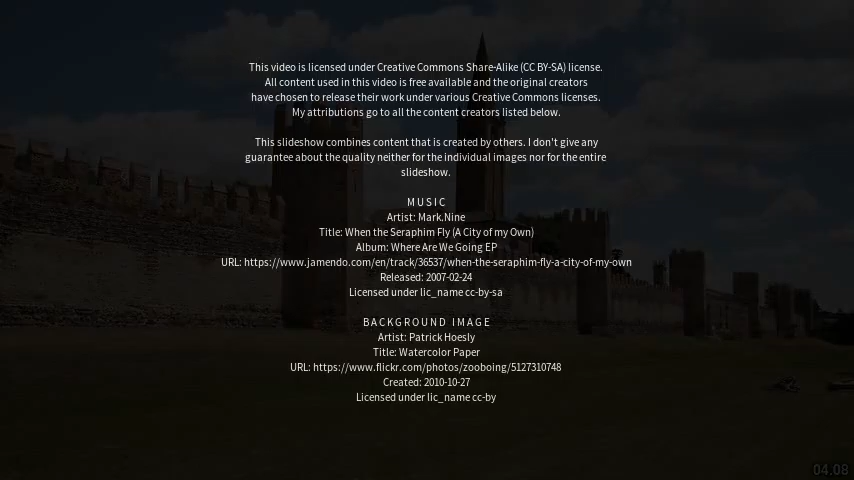 This video is licensed under Creative Commons Share-Alike (CC BY-SA) license.
All content used in this video is free available and the original creators
have chosen to release their work under various Creative Commons licenses.
My attributions go to all the content creators listed below.
This slideshow combines content that is created by others. I don't give any
guarantee about the quality neither for the individual images nor for the entire
slideshow.
MUSIC
Artist: Mark.Nine
Title: When the Seraphim Fly (A City of my Own)
Album: Where Are We Going EP
URL: https://www.jamendo.com/en/track/36537/when-the-seraphim-fly-a-city-of-my-own
Released: 2007-02-24
Licensed under lic_name cc-by-sa
BACKGROUND IMAGE
Artist: Patrick Hoesly
Title: Watercolor Paper
URL: https://www.flickr.com/photos/zooboing/5127310748
Created: 2010-10-27
Licensed under lic_name cc-by
04.08